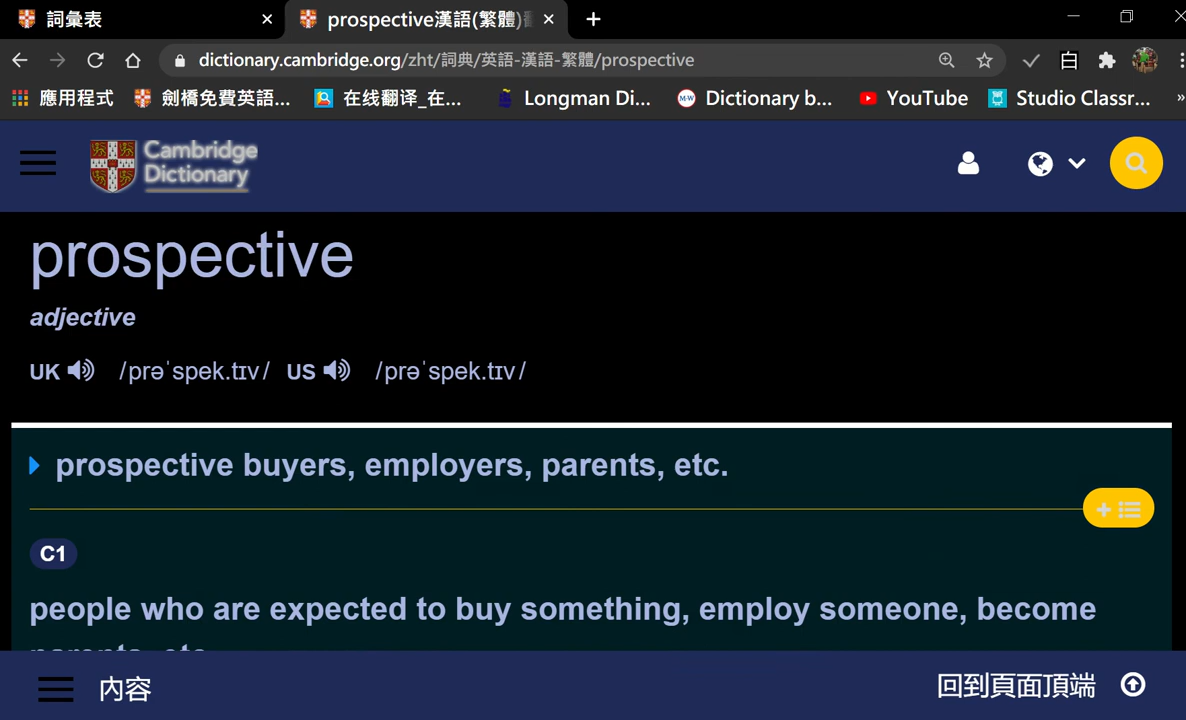 詞彙表
prospective漢語(繁體)
dictionary.cambridge.org/zht/詞典/英語-漢語-繁體/prospective
應用程式
劍橋免費英語...
在线翻译_在...
Longman Di...
M-W
Dictionary b...
YouTube
Studio Classr...
»
白
Cambridge
Dictionary
prospective
adjective
UK /prəˈspek.tɪv/ US /prəˈspek.tɪv/
prospective buyers, employers, parents, etc.
C1
people who are expected to buy something, employ someone, become
parents, etc.
內容
回到頁面頂端